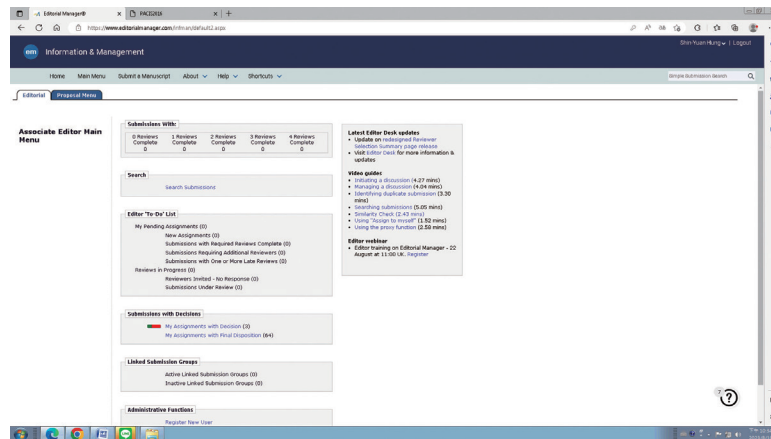 Editorial Manager®
PACIS2018
https://www.editorialmanager.com/infman/default2.aspx
em
Information & Management
Shin-Yuan Hung | Logout
Home Main Menu Submit a Manuscript About Help Shortcuts
Simple Submission Search
Editorial Proposal Menu
Associate Editor Main
Menu
Submissions With:
0 Reviews 1 Reviews 2 Reviews 3 Reviews 4 Reviews
Complete Complete Complete Complete Complete
0 0 0 0 0
Search
Search Submissions
Editor 'To-Do' List
My Pending Assignments (0)
New Assignments (0)
Submissions with Required Reviews Complete (0)
Submissions Requiring Additional Reviewers (0)
Submissions with One or More Late Reviews (0)
Reviews in Progress (0)
Reviewers Invited - No Response (0)
Submissions Under Review (0)
Submissions with Decisions
My Assignments with Decision (3)
My Assignments with Final Disposition (64)
Linked Submission Groups
Active Linked Submission Groups (0)
Inactive Linked Submission Groups (0)
Administrative Functions
Register New User
Latest Editor Desk updates
• Update on redesigned Reviewer
Selection Summary page release
• Visit Editor Desk for more information &
updates
Video guides
• Initiating a discussion (4.27 mins)
• Managing a discussion (4.04 mins)
• Identifying duplicate submission (3.30
mins)
• Searching submissions (5.05 mins)
• Similarity Check (2.43 mins)
• Using "Assign to myself" (1.52 mins)
• Using the proxy function (2.58 mins)
Editor webinar
• Editor training on Editorial Manager - 22
August at 11:00 UK. Register
7
?